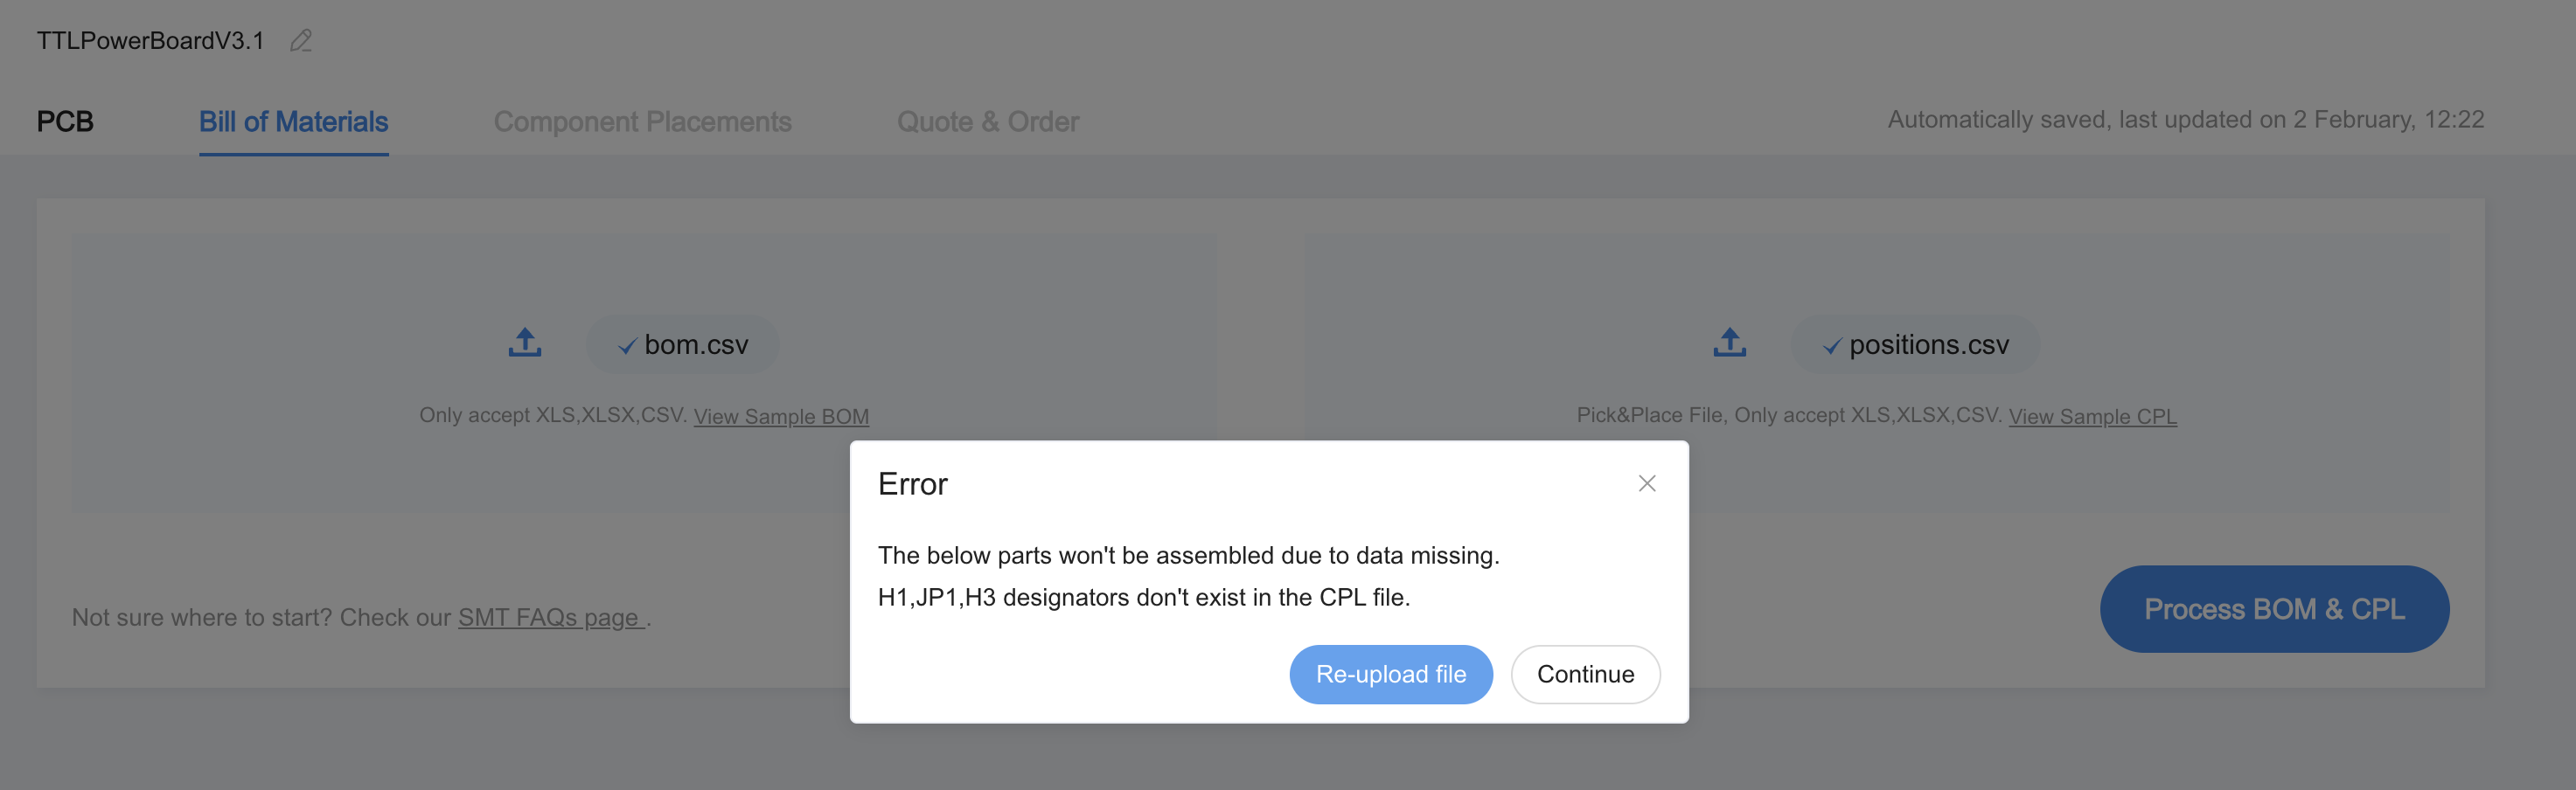 TTLPowerBoardV3.1
PCB
Bill of Materials
Component Placements
Quote & Order
Automatically saved, last updated on 2 February, 12:22
bom.csv
Only accept XLS,XLSX,CSV. View Sample BOM
positions.csv
Pick&Place File, Only accept XLS,XLSX,CSV. View Sample CPL
Error
The below parts won't be assembled due to data missing.
H1,JP1,H3 designators don't exist in the CPL file.
Re-upload file
Continue
Not sure where to start? Check our SMT FAQs page .
Process BOM & CPL